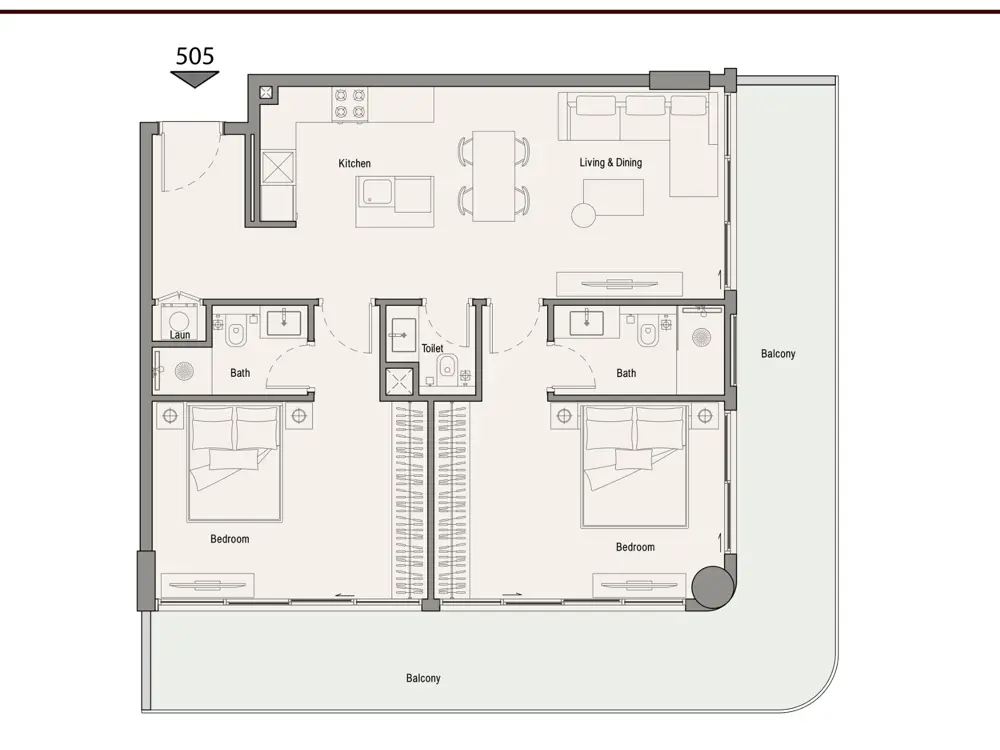 505
Kitchen
Living & Dining
Laun
Toilet
Bath
Bath
Balcony
Bedroom
Bedroom
Balcony